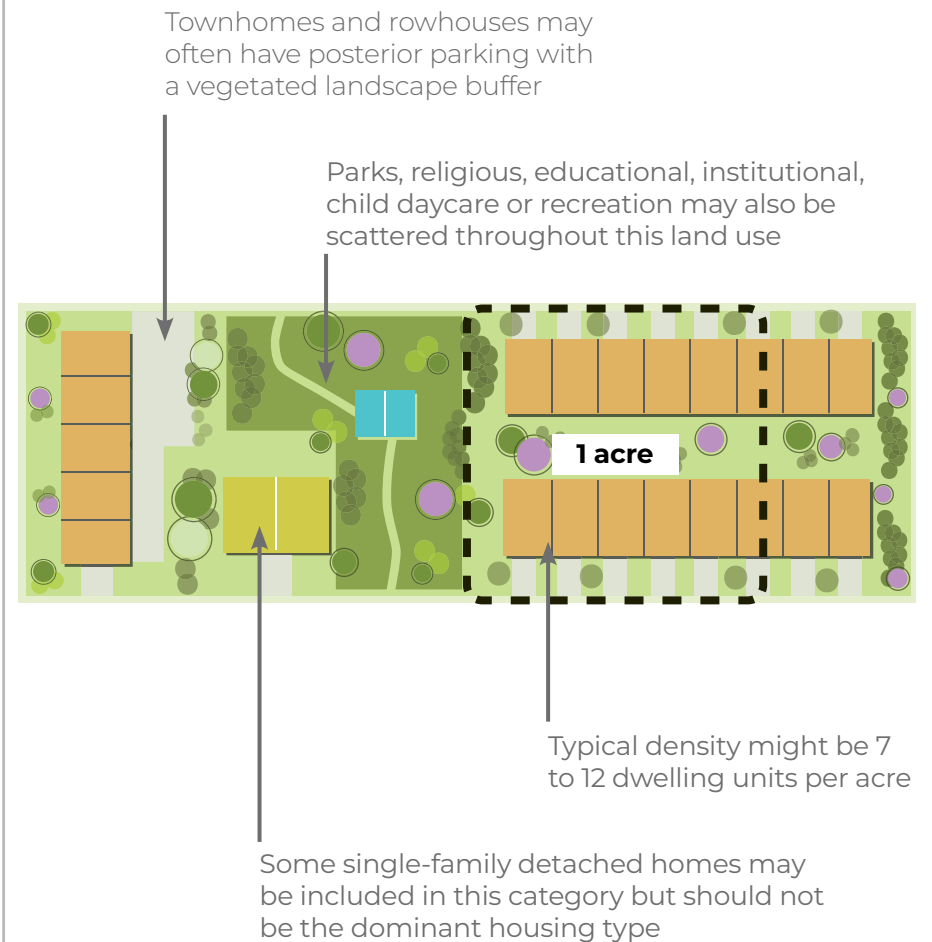 Townhomes and rowhouses may
often have posterior parking with
a vegetated landscape buffer
Parks, religious, educational, institutional,
child daycare or recreation may also be
scattered throughout this land use
1 acre
Typical density might be 7
to 12 dwelling units per acre
Some single-family detached homes may
be included in this category but should not
be the dominant housing type